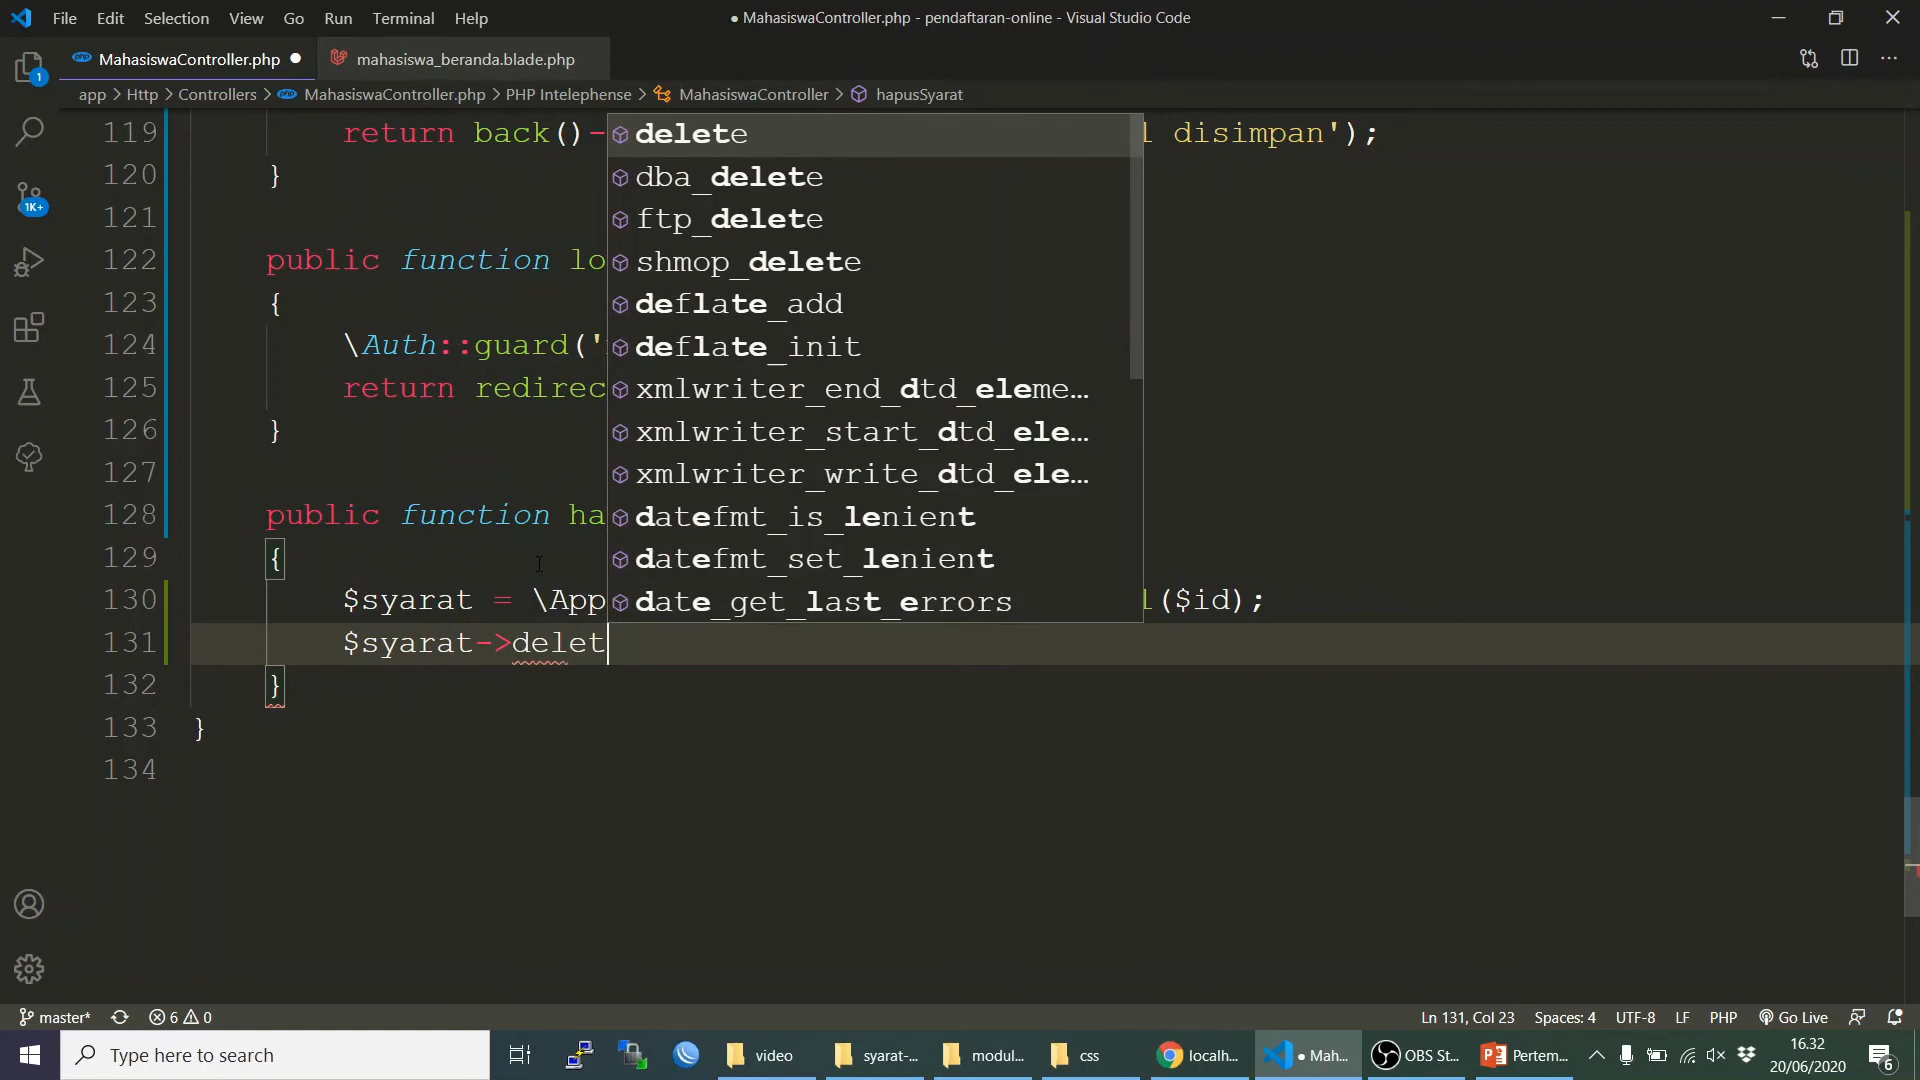 File Edit Selection View Go Run Terminal Help
● MahasiswaController.php - pendaftaran-online - Visual Studio Code
MahasiswaController.php ●
mahasiswa_beranda.blade.php
app > Http > Controllers > MahasiswaController.php > PHP Intelephense > MahasiswaController > hapusSyarat
119 return back()- l disimpan');
120 }
121
122 public function lo
123 {
124 \Auth::guard('
125 return redirec
126 }
127
128 public function ha
129 {
130 $syarat = \App l($id);
131 $syarat->delet
132 }
133 }
134
delete
dba_delete
ftp_delete
shmop_delete
deflate_add
deflate_init
xmlwriter_end_dtd_eleme…
xmlwriter_start_dtd_ele…
xmlwriter_write_dtd_ele…
datefmt_is_lenient
datefmt_set_lenient
date_get_last_errors
1
1K+
master* 6 0
Ln 131, Col 23 Spaces: 4 UTF-8 LF PHP Go Live
Type here to search
video
syarat-...
modul...
css
localh...
● Mah...
OBS St...
Pertem...
16.32
20/06/2020
6